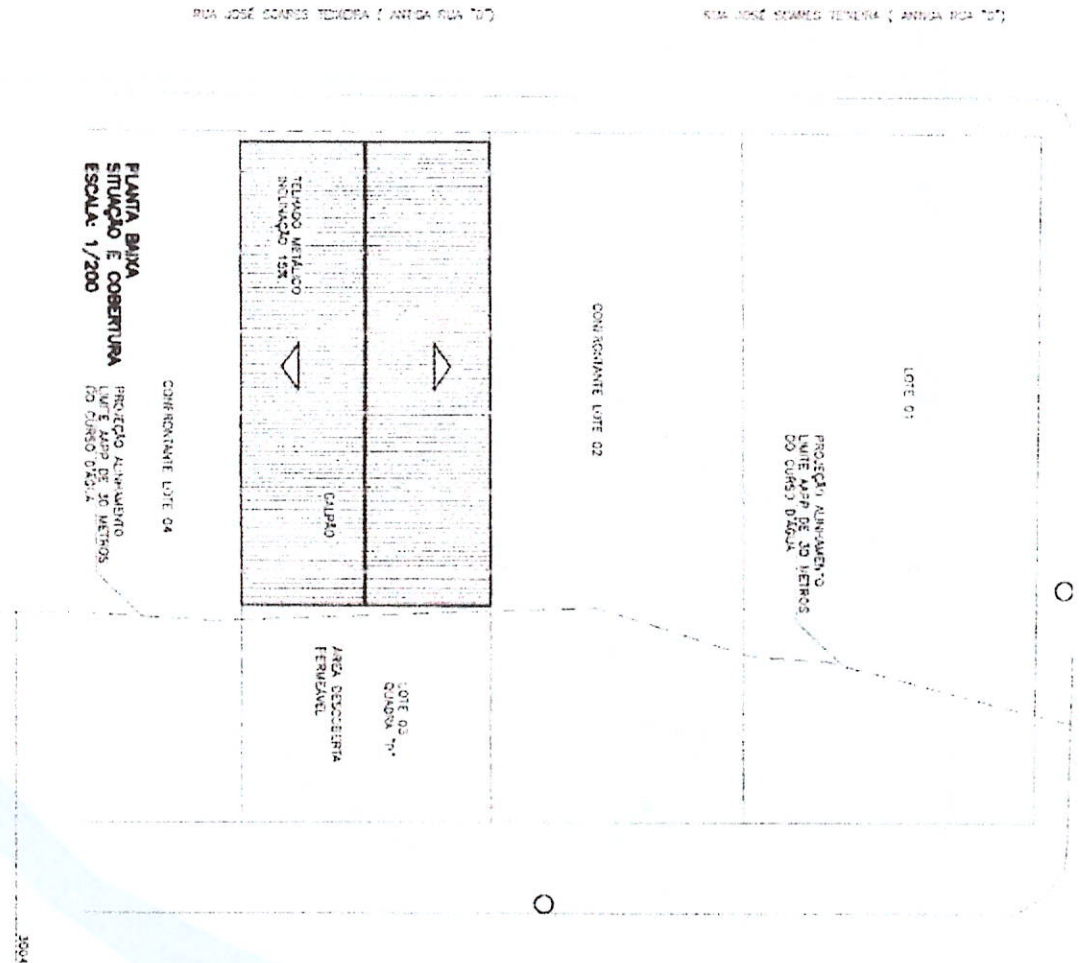 RUA JOSÉ SOARES TEIXEIRA ( ANTIGA RUA "D")
RUA JOSÉ SOARES TEIXEIRA ( ANTIGA RUA "D")
LOTE 01
PROJEÇÃO ALINHAMENTO
LIMITE AAPP DE 30 METROS
DO CURSO D'ÁGUA
CONFRONTANTE LOTE 02
TELHADO METÁLICO
INCLINAÇÃO 15%
GALPÃO
LOTE 03
QUADRA
ÁREA DESCOBERTA
PERMEÁVEL
CONFRONTANTE LOTE 04
PROJEÇÃO ALINHAMENTO
LIMITE AAPP DE 30 METROS
DO CURSO D'ÁGUA
PLANTA BAIXA
SITUAÇÃO E COBERTURA
ESCALA: 1/200